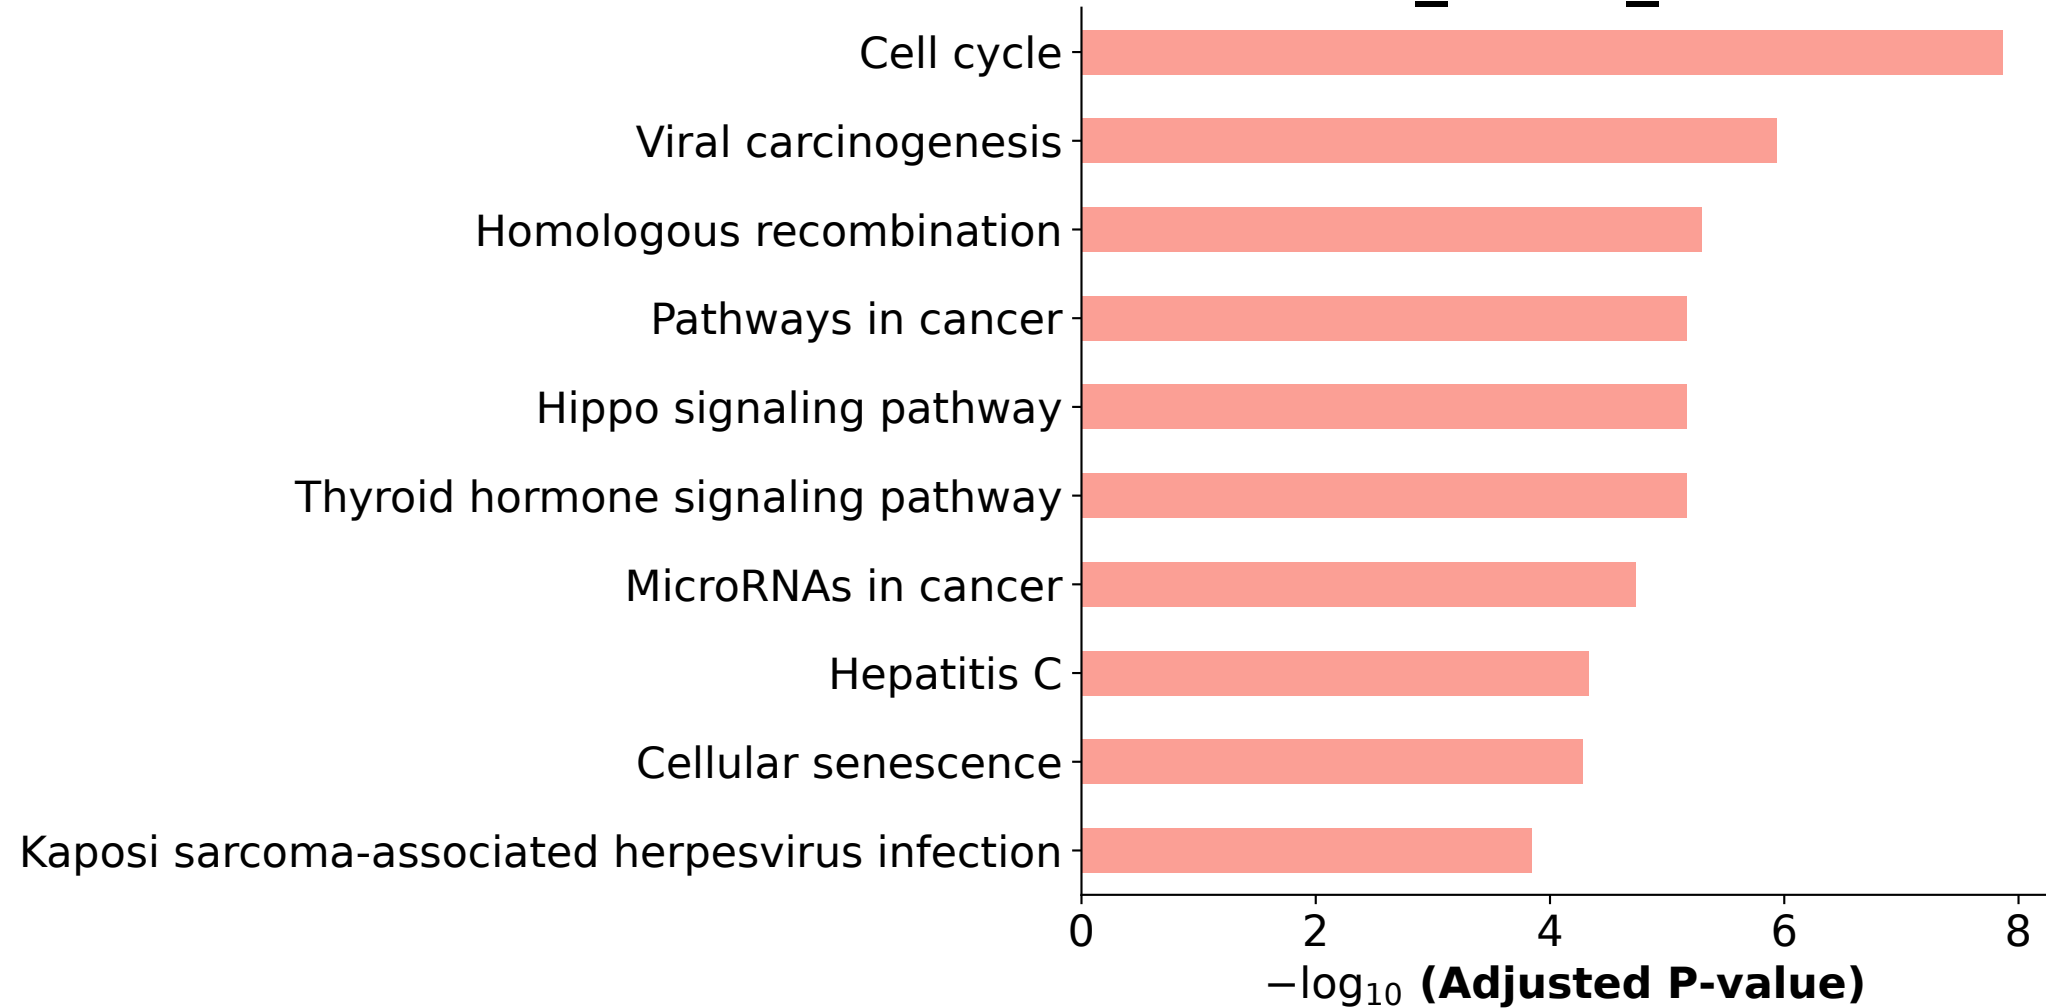 Cell cycle
Viral carcinogenesis
Homologous recombination
Pathways in cancer
Hippo signaling pathway
Thyroid hormone signaling pathway
MicroRNAs in cancer
Hepatitis C
Cellular senescence
Kaposi sarcoma-associated herpesvirus infection
0 2 4 6 8
−log₁₀ (Adjusted P-value)